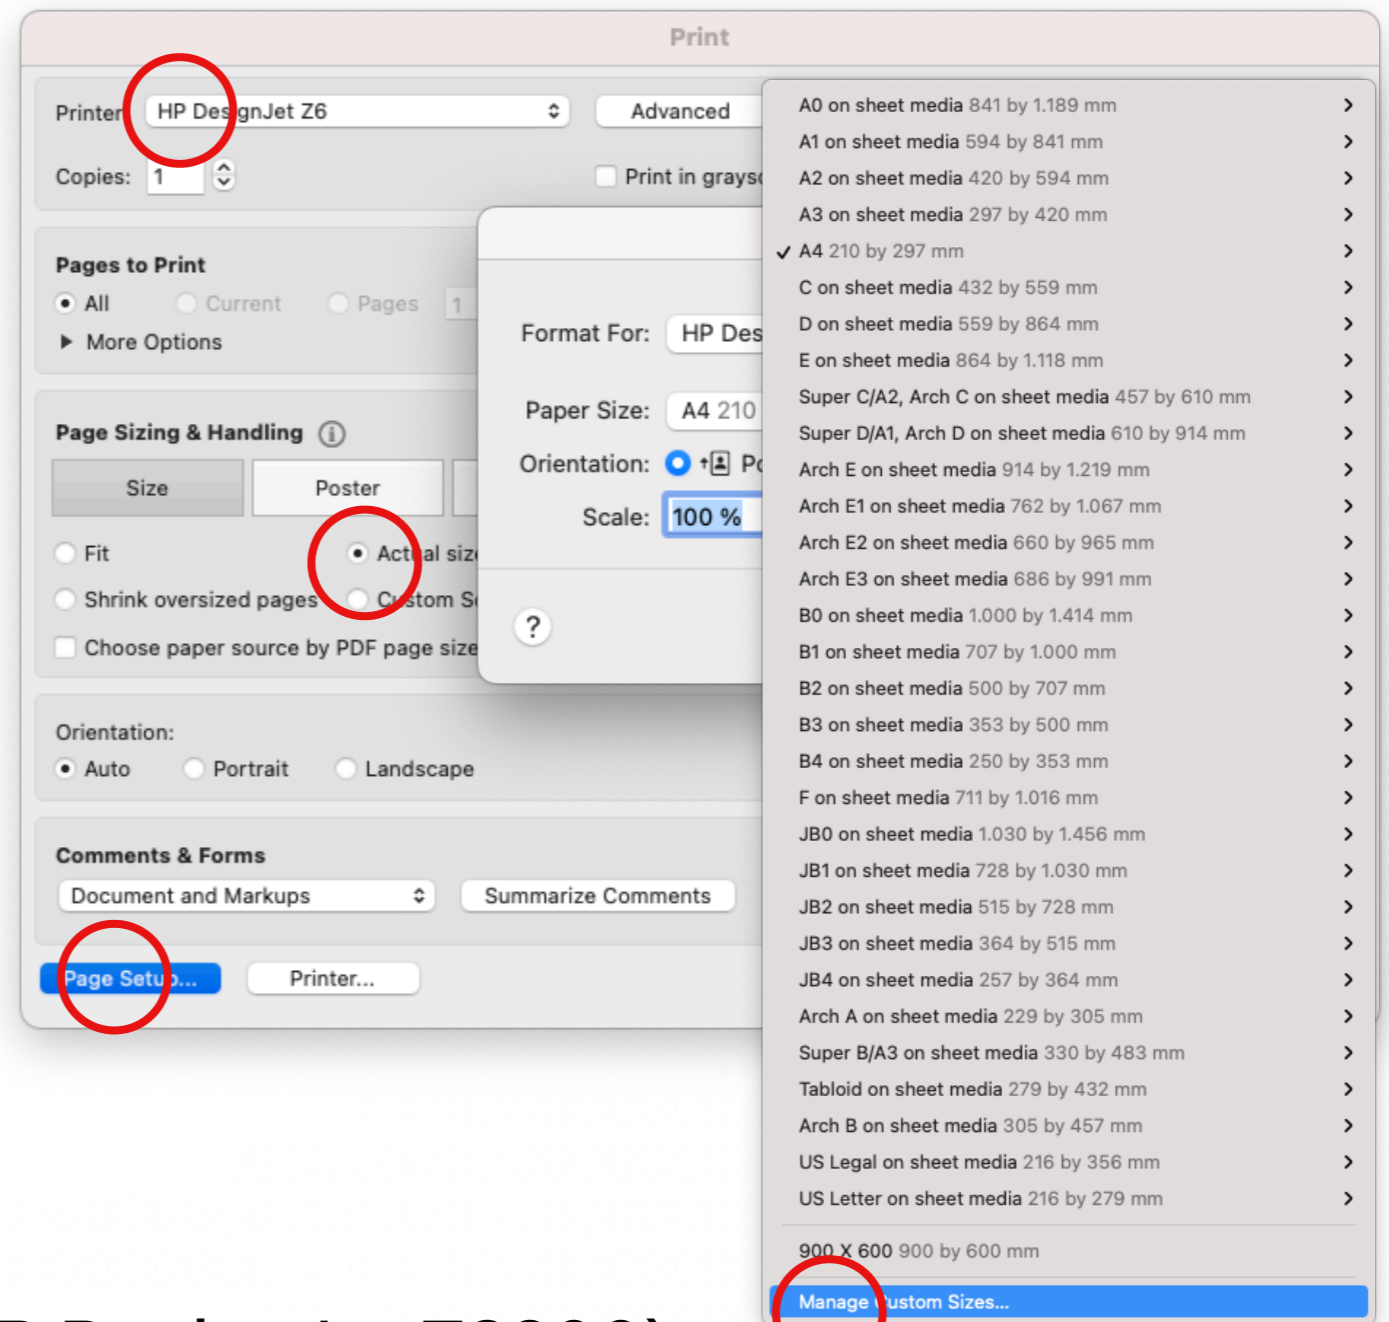 Print
Printer: HP DesignJet Z6 Advanced
Copies: 1 Print in graysc
Pages to Print
All Current Pages 1
More Options
Page Sizing & Handling
Size Poster
Fit Actual size
Shrink oversized pages Custom Sc
Choose paper source by PDF page size
Orientation:
Auto Portrait Landscape
Comments & Forms
Document and Markups Summarize Comments
Page Setup... Printer...
Format For: HP Des
Paper Size: A4 210
Orientation: Po
Scale: 100 %
?
A0 on sheet media 841 by 1.189 mm
A1 on sheet media 594 by 841 mm
A2 on sheet media 420 by 594 mm
A3 on sheet media 297 by 420 mm
✓ A4 210 by 297 mm
C on sheet media 432 by 559 mm
D on sheet media 559 by 864 mm
E on sheet media 864 by 1.118 mm
Super C/A2, Arch C on sheet media 457 by 610 mm
Super D/A1, Arch D on sheet media 610 by 914 mm
Arch E on sheet media 914 by 1.219 mm
Arch E1 on sheet media 762 by 1.067 mm
Arch E2 on sheet media 660 by 965 mm
Arch E3 on sheet media 686 by 991 mm
B0 on sheet media 1.000 by 1.414 mm
B1 on sheet media 707 by 1.000 mm
B2 on sheet media 500 by 707 mm
B3 on sheet media 353 by 500 mm
B4 on sheet media 250 by 353 mm
F on sheet media 711 by 1.016 mm
JB0 on sheet media 1.030 by 1.456 mm
JB1 on sheet media 728 by 1.030 mm
JB2 on sheet media 515 by 728 mm
JB3 on sheet media 364 by 515 mm
JB4 on sheet media 257 by 364 mm
Arch A on sheet media 229 by 305 mm
Super B/A3 on sheet media 330 by 483 mm
Tabloid on sheet media 279 by 432 mm
Arch B on sheet media 305 by 457 mm
US Legal on sheet media 216 by 356 mm
US Letter on sheet media 216 by 279 mm
900 X 600 900 by 600 mm
Manage Custom Sizes...